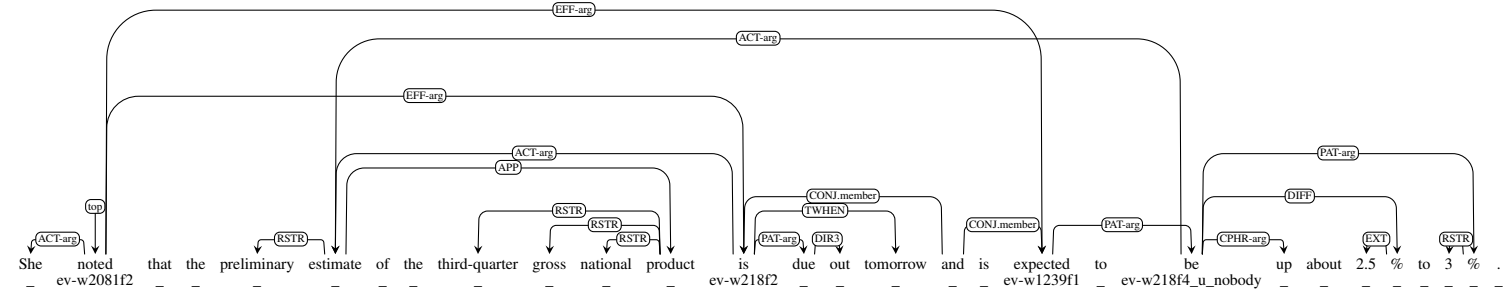 EFF-arg
ACT-arg
EFF-arg
ACT-arg PAT-arg
APP
top CONJ.member DIFF
RSTR TWHEN
RSTR CONJ.member PAT-arg
ACT-arg RSTR RSTR PAT-arg DIR3 CPHR-arg EXT RSTR
She noted that the preliminary estimate of the third-quarter gross national product is due out tomorrow and is expected to be up about 2.5 % to 3 % .
_ ev-w2081f2 _ _ _ _ _ _ _ _ _ _ ev-w218f2 _ _ _ _ _ ev-w1239f1 _ ev-w218f4_u_nobody _ _ _ _ _ _ _ _